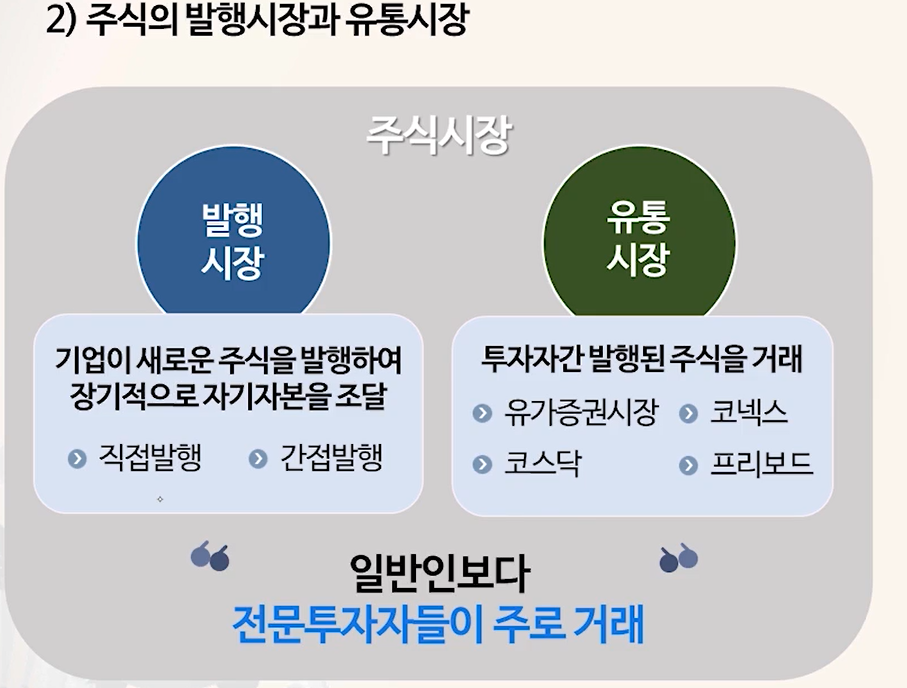 2) 주식의 발행시장과 유통시장
주식시장
발행
시장
기업이 새로운 주식을 발행하여
장기적으로 자기자본을 조달
직접발행
간접발행
유통
시장
투자자간 발행된 주식을 거래
유가증권시장
코넥스
코스닥
프리보드
일반인보다
전문투자자들이 주로 거래